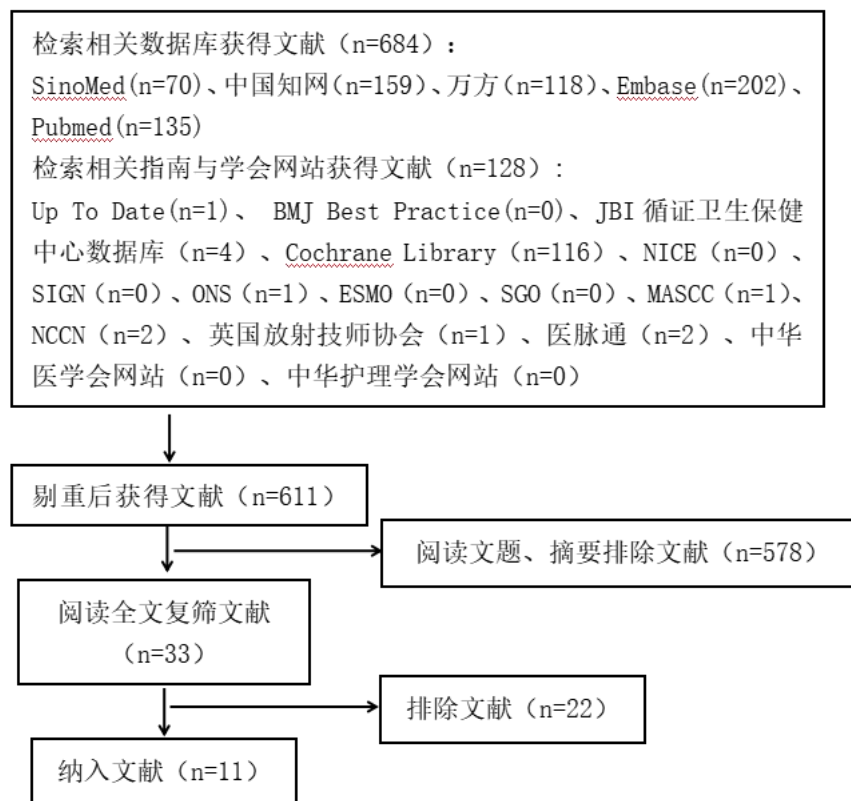 检索相关数据库获得文献（n=684）：
SinoMed(n=70)、中国知网(n=159)、万方(n=118)、Embase(n=202)、
Pubmed(n=135)
检索相关指南与学会网站获得文献（n=128）：
Up To Date(n=1)、 BMJ Best Practice(n=0)、JBI 循证卫生保健
中心数据库（n=4）、Cochrane Library（n=116）、NICE（n=0）、
SIGN（n=0）、ONS（n=1）、ESMO（n=0）、SGO（n=0）、MASCC（n=1）、
NCCN（n=2）、英国放射技师协会（n=1）、医脉通（n=2）、中华
医学会网站（n=0）、中华护理学会网站（n=0）
剔重后获得文献（n=611）
阅读文题、摘要排除文献（n=578）
阅读全文复筛文献
（n=33）
排除文献（n=22）
纳入文献（n=11）